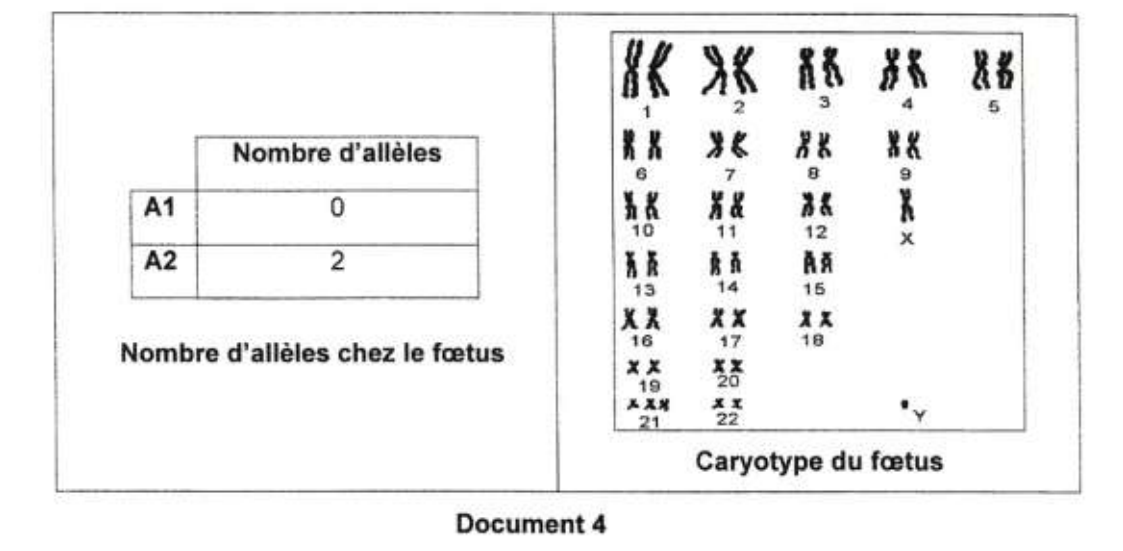 Nombre d'allèles
A1 0
A2 2
Nombre d'allèles chez le fœtus
1 2 3 4 5
6 7 8 9
10 11 12 X
13 14 15
16 17 18
19 20
21 22 Y
Caryotype du fœtus
Document 4